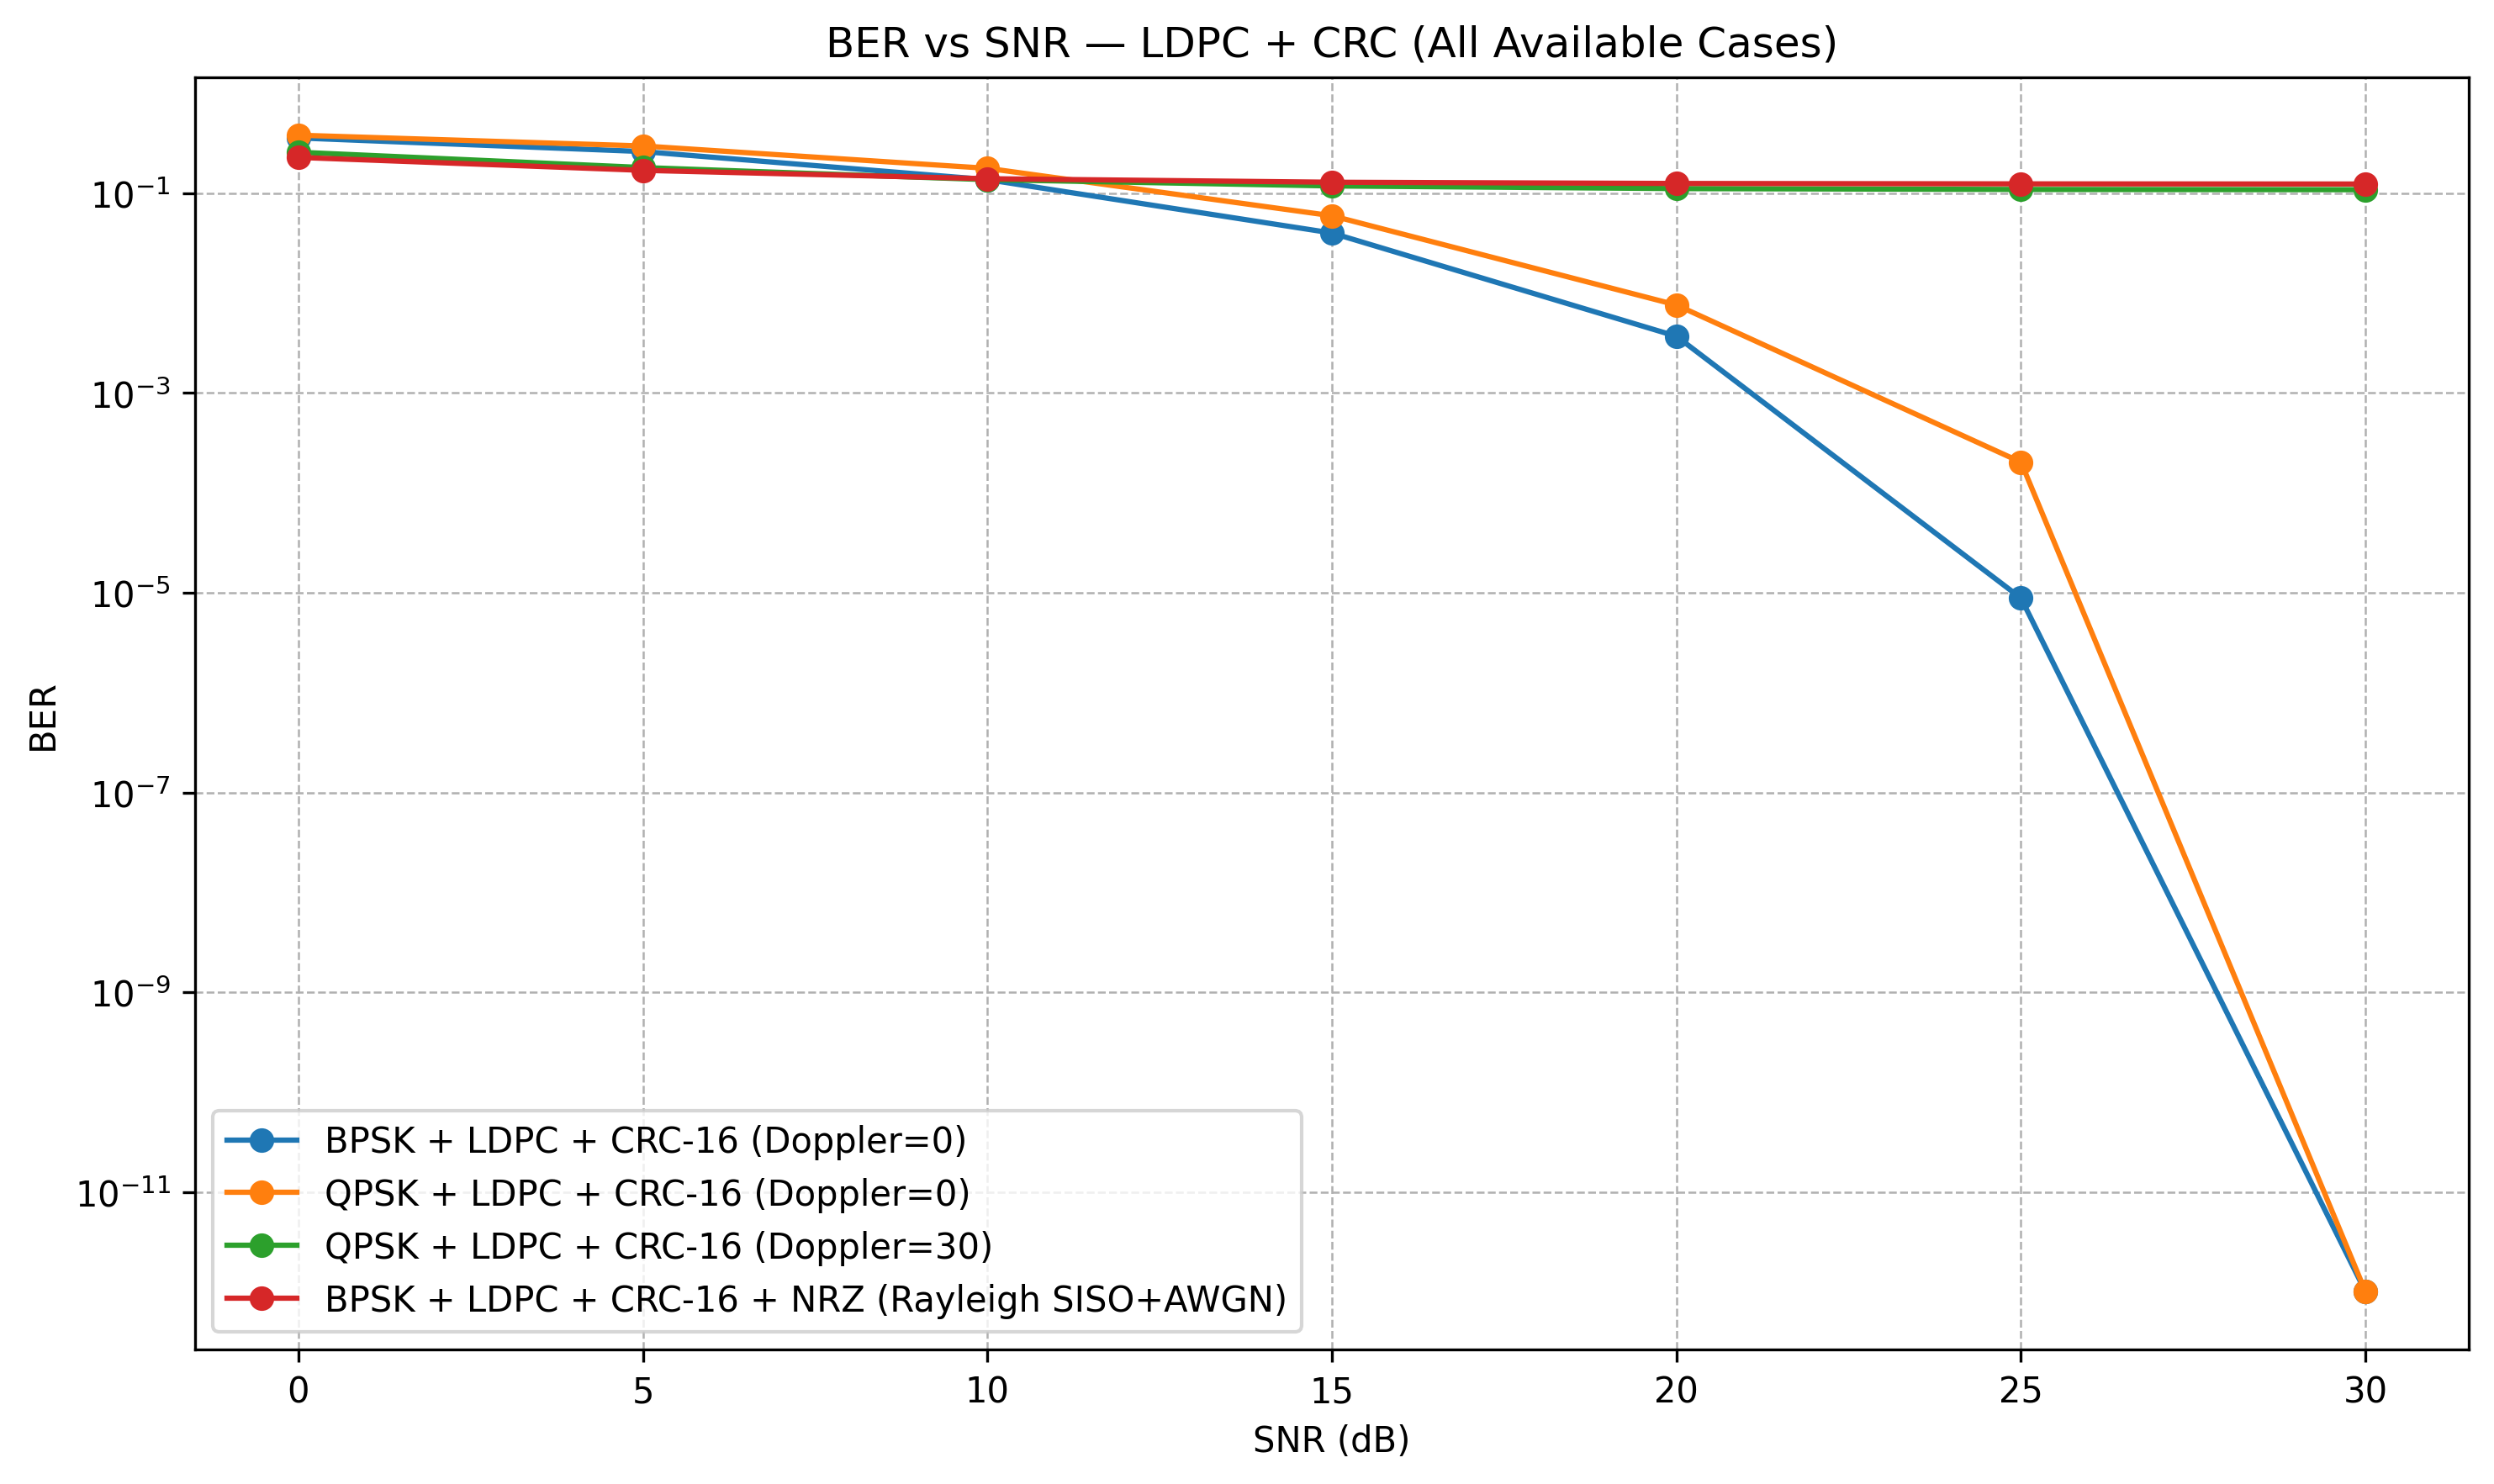 BER vs SNR — LDPC + CRC (All Available Cases)
BER
10⁻¹
10⁻³
10⁻⁵
10⁻⁷
10⁻⁹
10⁻¹¹
BPSK + LDPC + CRC-16 (Doppler=0)
QPSK + LDPC + CRC-16 (Doppler=0)
QPSK + LDPC + CRC-16 (Doppler=30)
BPSK + LDPC + CRC-16 + NRZ (Rayleigh SISO+AWGN)
0 5 10 15 20 25 30
SNR (dB)